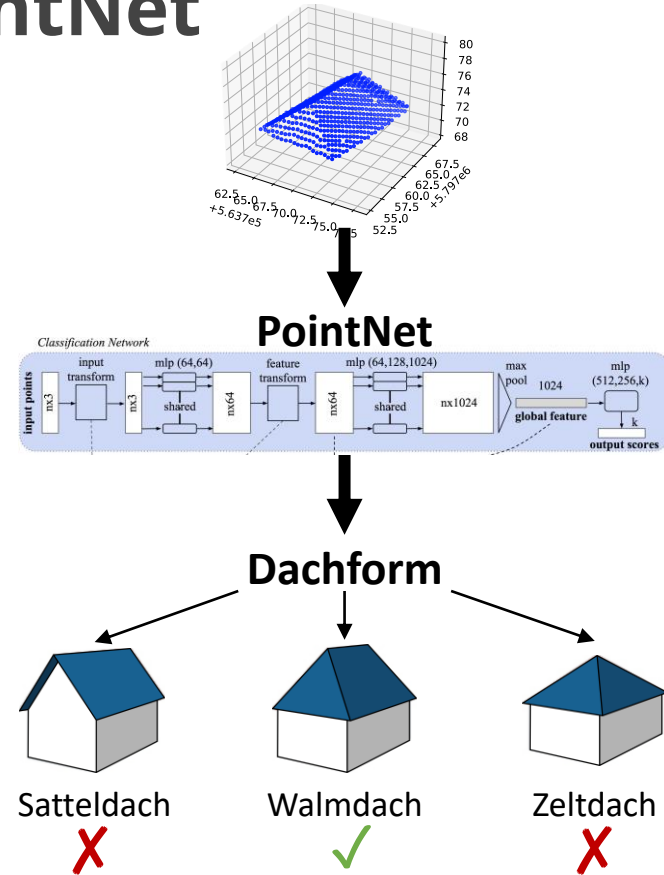 ntNet
80
78
76
74
72
70
68
62.5 65.0 67.5 70.0 72.5 75.0
+5.637e5
52.5 55.0 57.5 60.0 62.5 65.0 67.5
+5.797e6
PointNet
Classification Network
input points
nx3
input
transform
nx3
mlp (64,64)
shared
nx64
feature
transform
nx64
mlp (64,128,1024)
shared
nx1024
max
pool
1024
global feature
mlp
(512,256,k)
k
output scores
Dachform
Satteldach
Walmdach
Zeltdach
✗
✓
✗